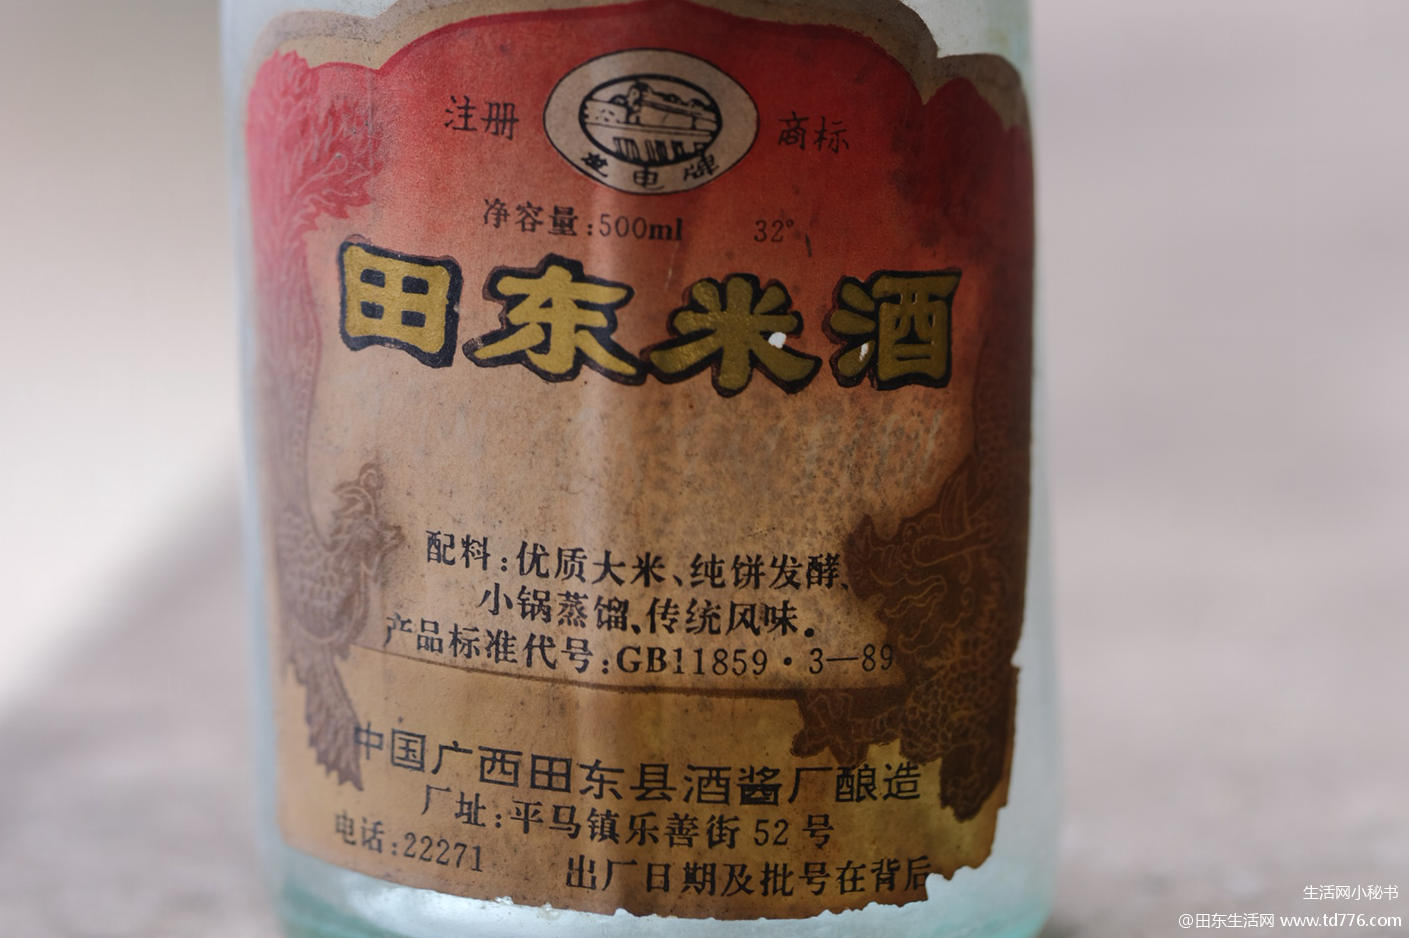 注册 商标
发电牌
净容量:500ml 32°
田东米酒
配料:优质大米、纯饼发酵、
小锅蒸馏、传统风味。
产品标准代号:GB11859·3—89
中国广西田东县酒酱厂酿造
厂址:平马镇乐善街 52 号
电话:22271 出厂日期及批号在背后
生活网小秘书
@田东生活网 www.td776.com